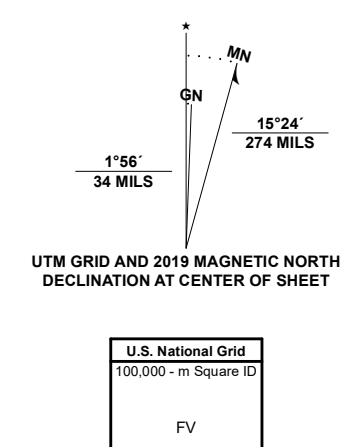 MN
GN
15°24´
274 MILS
1°56´
34 MILS
UTM GRID AND 2019 MAGNETIC NORTH
DECLINATION AT CENTER OF SHEET
U.S. National Grid
100,000 - m Square ID
FV